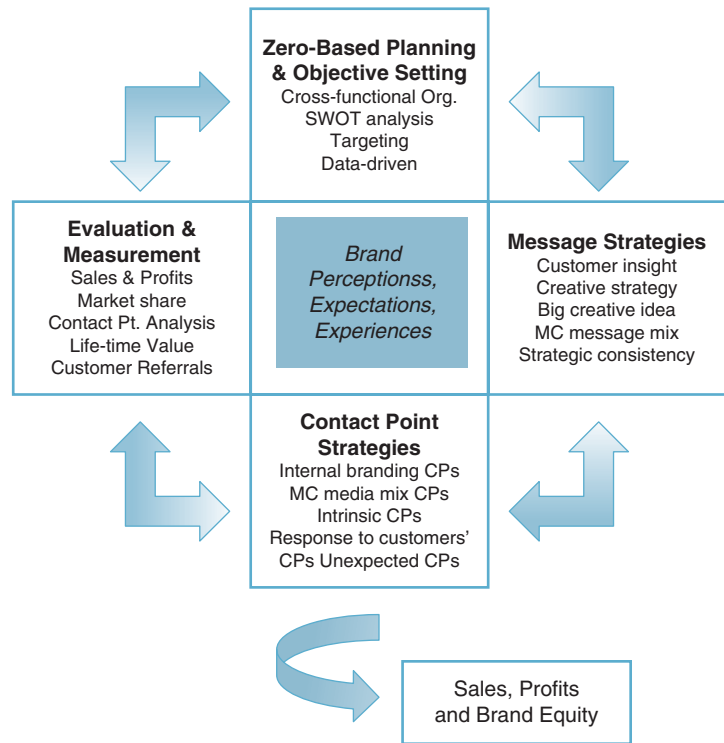 Zero-Based Planning
& Objective Setting
Cross-functional Org.
SWOT analysis
Targeting
Data-driven
Evaluation &
Measurement
Sales & Profits
Market share
Contact Pt. Analysis
Life-time Value
Customer Referrals
Brand
Perceptionss,
Expectations,
Experiences
Message Strategies
Customer insight
Creative strategy
Big creative idea
MC message mix
Strategic consistency
Contact Point
Strategies
Internal branding CPs
MC media mix CPs
Intrinsic CPs
Response to customers’
CPs Unexpected CPs
Sales, Profits
and Brand Equity